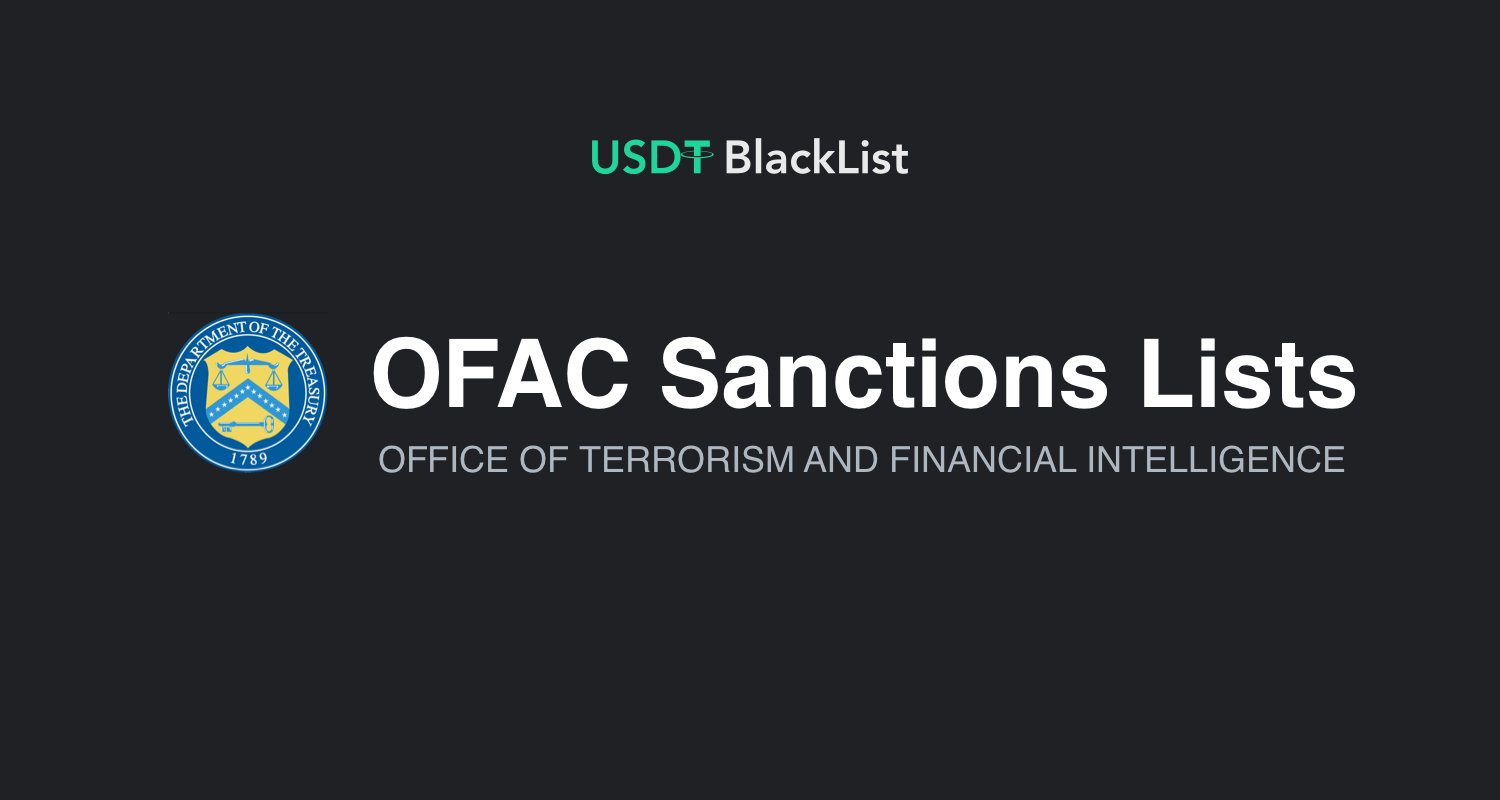 USDT BlackList
THE DEPARTMENT OF THE TREASURY
1789
OFAC Sanctions Lists
OFFICE OF TERRORISM AND FINANCIAL INTELLIGENCE